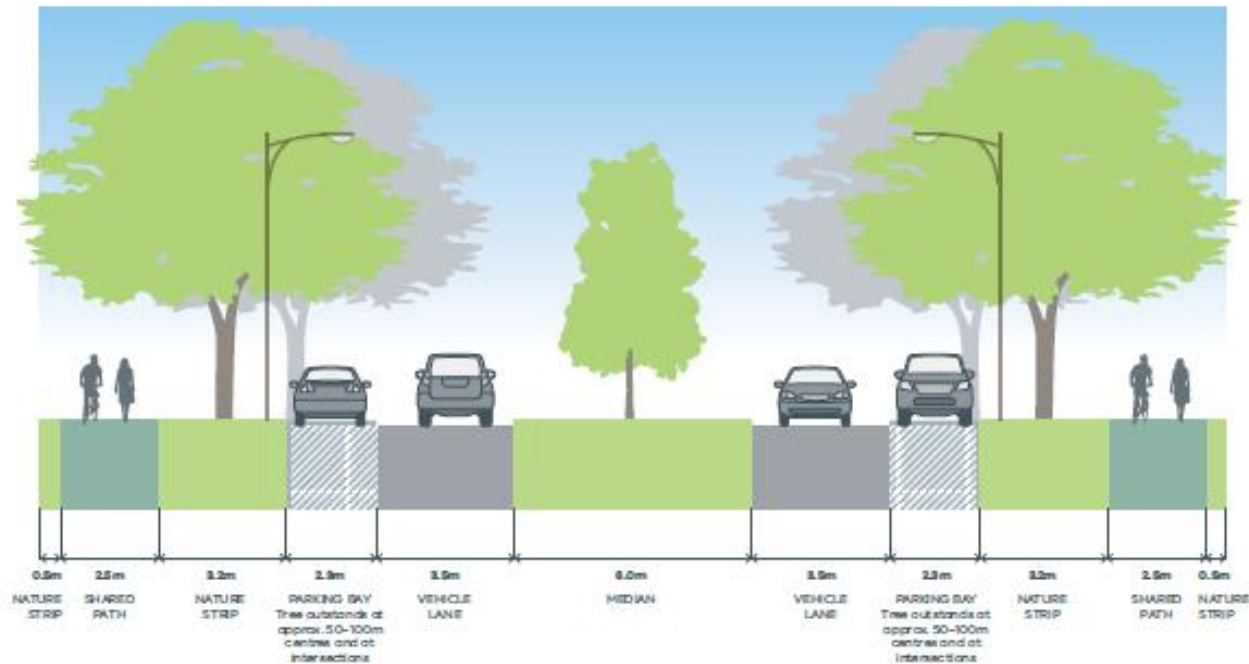 0.5m
NATURE
STRIP
2.5m
SHARED
PATH
3.2m
NATURE
STRIP
2.3m
PARKING BAY
Tree outstands at
approx. 50-100m
centres and at
intersections
3.5m
VEHICLE
LANE
6.0m
MEDIAN
3.5m
VEHICLE
LANE
2.3m
PARKING BAY
Tree outstands at
approx. 50-100m
centres and at
intersections
3.2m
NATURE
STRIP
2.5m
SHARED
PATH
0.5m
NATURE
STRIP